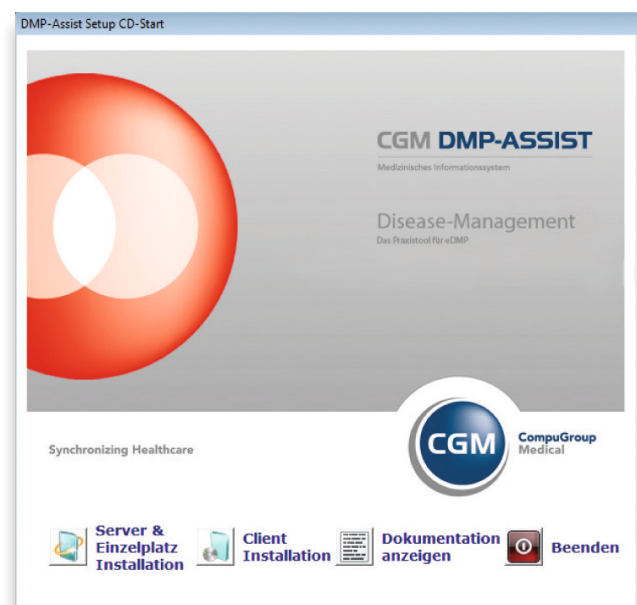 DMP-Assist Setup CD-Start
CGM DMP-ASSIST
Medizinisches Informationssystem
Disease-Management
Das Praxistool für eDMP
CGM
CompuGroup
Medical
Synchronizing Healthcare
Server &
Einzelplatz
Installation
Client
Installation
Dokumentation
anzeigen
Beenden